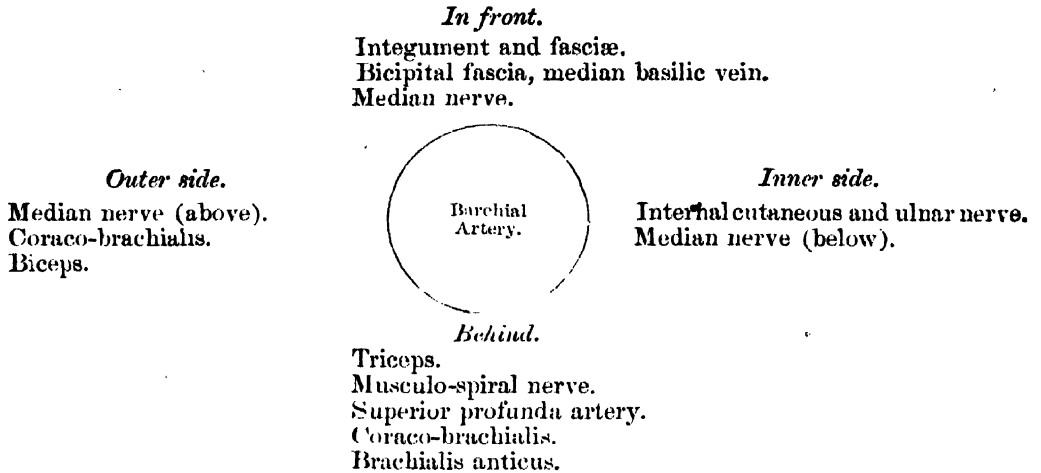 In front.
Integument and fasciæ.
Bicipital fascia, median basilic vein.
Median nerve.
Outer side.
Median nerve (above).
Coraco-brachialis.
Biceps.
Barchial
Artery.
Inner side.
Internal cutaneous and ulnar nerve.
Median nerve (below).
Behind.
Triceps.
Musculo-spiral nerve.
Superior profunda artery.
Coraco-brachialis.
Brachialis anticus.